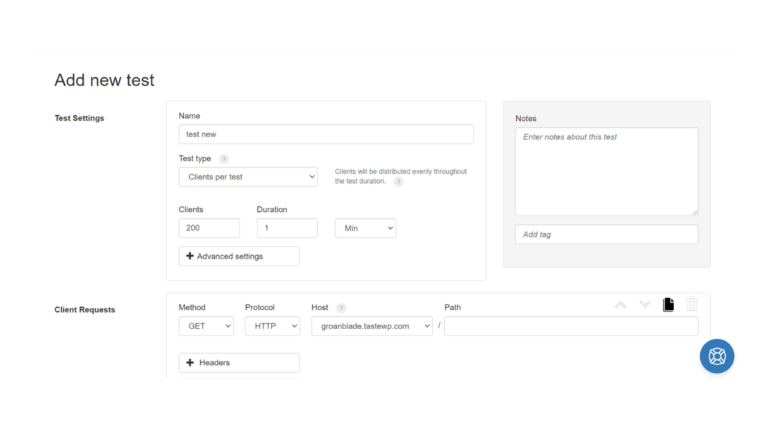 Add new test
Test Settings
Name
test new
Test type ?
Clients per test
Clients will be distributed evenly throughout
the test duration. ?
Clients Duration
200 1 Min
+ Advanced settings
Notes
Enter notes about this test
Add tag
Client Requests
Method Protocol Host ? Path
GET HTTP groanblade.tastewp.com /
+ Headers